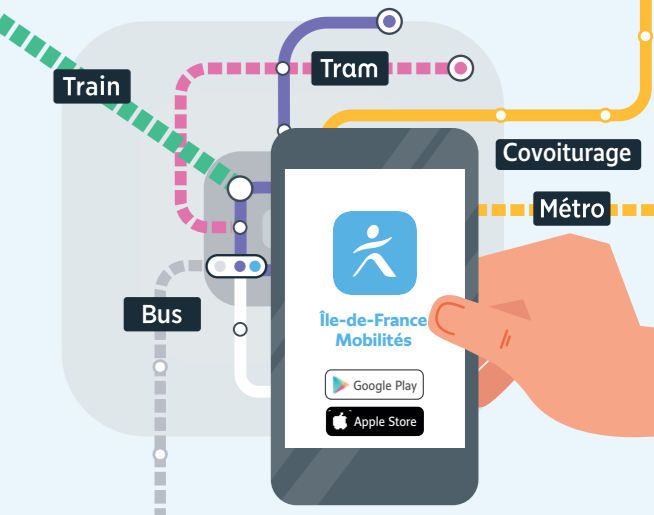 Tram
Train
Covoiturage
Métro
Bus
Île-de-France
Mobilités
Google Play
Apple Store